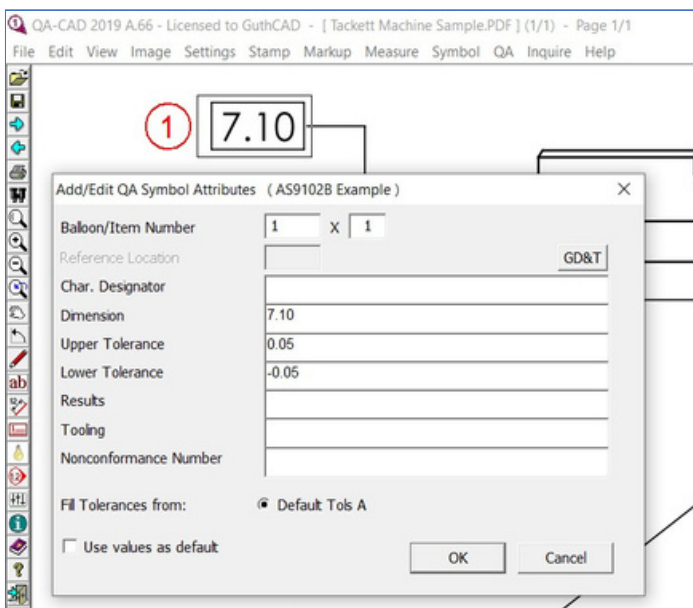 QA-CAD 2019 A.66 - Licensed to GuthCAD - [ Tackett Machine Sample.PDF ] (1/1) - Page 1/1
File Edit View Image Settings Stamp Markup Measure Symbol QA Inquire Help
1 7.10
Add/Edit QA Symbol Attributes ( AS9102B Example )
Balloon/Item Number 1 X 1
Reference Location GD&T
Char. Designator
Dimension 7.10
Upper Tolerance 0.05
Lower Tolerance -0.05
Results
Tooling
Nonconformance Number
Fill Tolerances from: Default Tols A
Use values as default
OK Cancel
ab